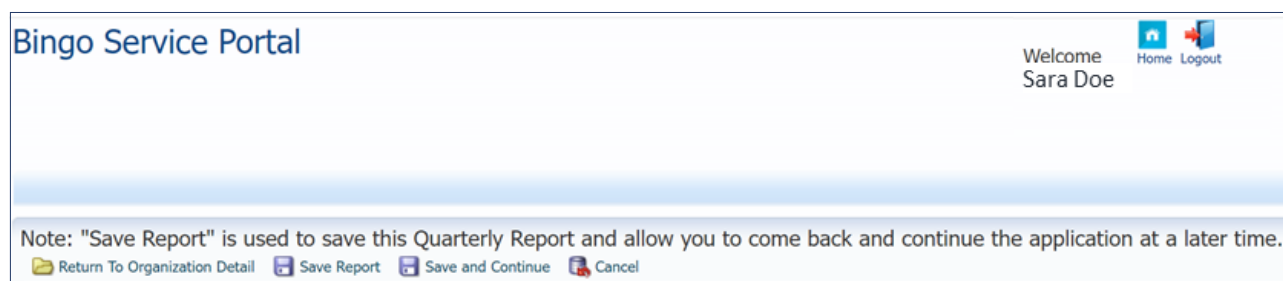 Bingo Service Portal
Welcome
Sara Doe
Home Logout
Note: "Save Report" is used to save this Quarterly Report and allow you to come back and continue the application at a later time.
Return To Organization Detail Save Report Save and Continue Cancel